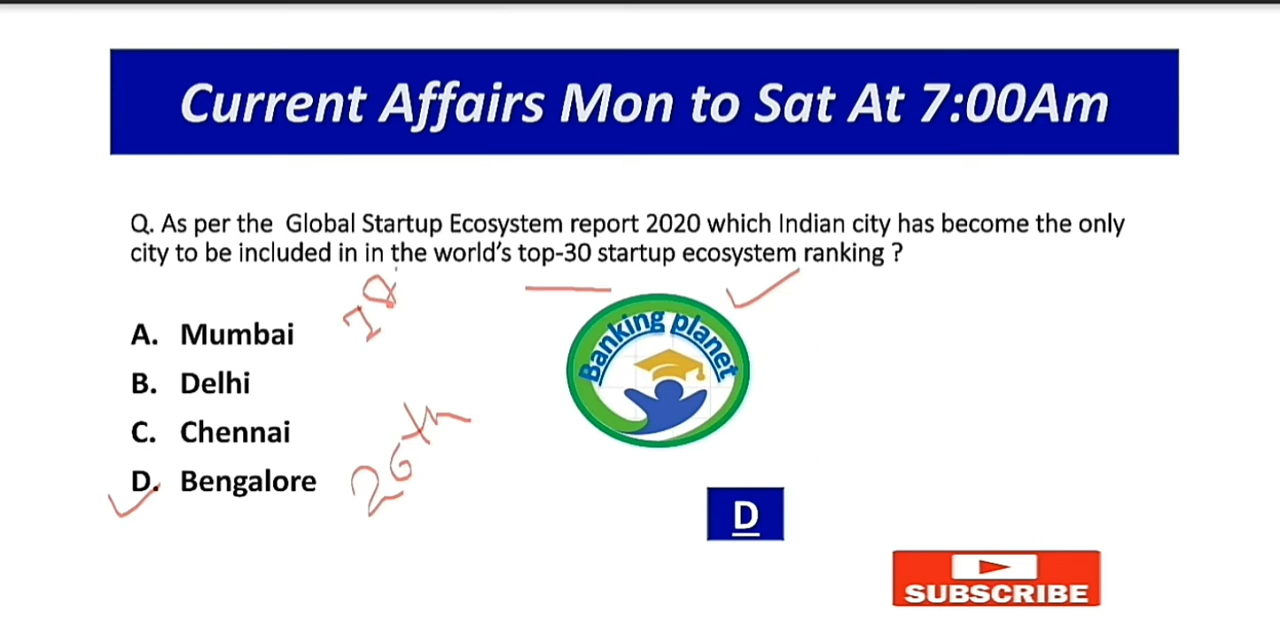 Current Affairs Mon to Sat At 7:00Am
Q. As per the Global Startup Ecosystem report 2020 which Indian city has become the only
city to be included in in the world's top-30 startup ecosystem ranking ?
A. Mumbai
B. Delhi
C. Chennai
D. Bengalore
26th
Banking planet
D
SUBSCRIBE